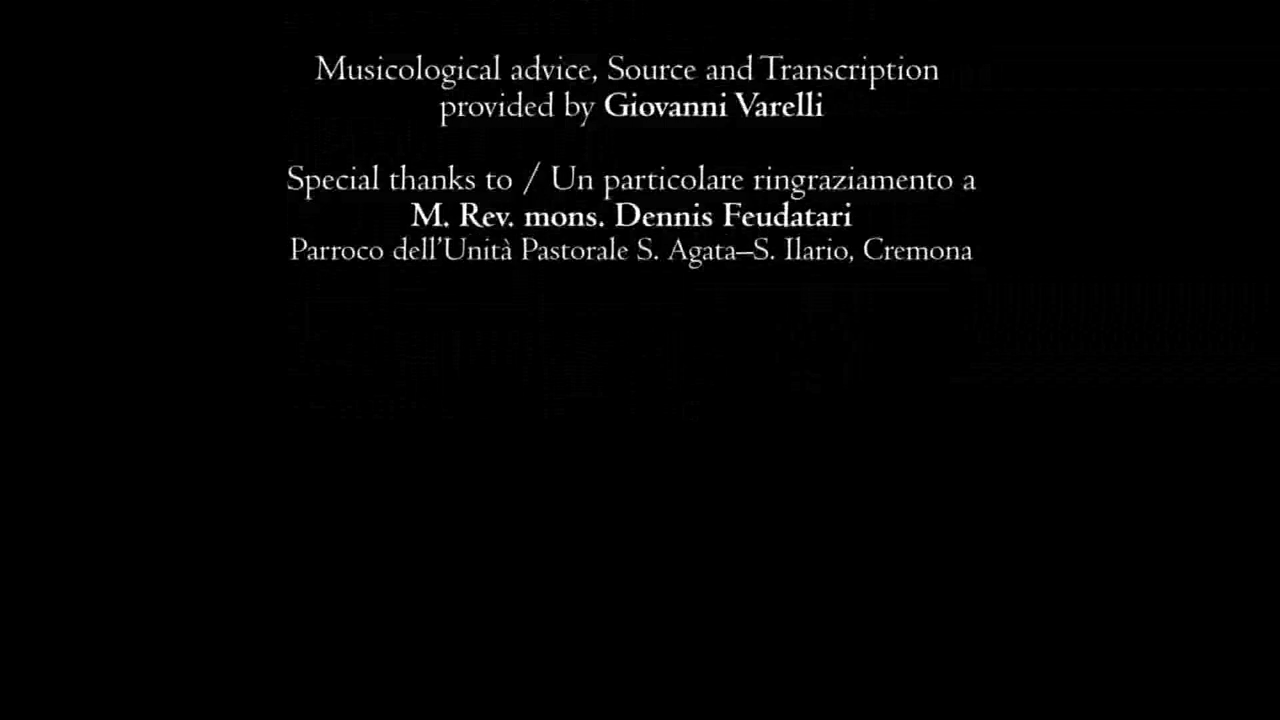 Musicological advice, Source and Transcription
provided by Giovanni Varelli
Special thanks to / Un particolare ringraziamento a
M. Rev. mons. Dennis Feudatari
Parroco dell'Unità Pastorale S. Agata–S. Ilario, Cremona